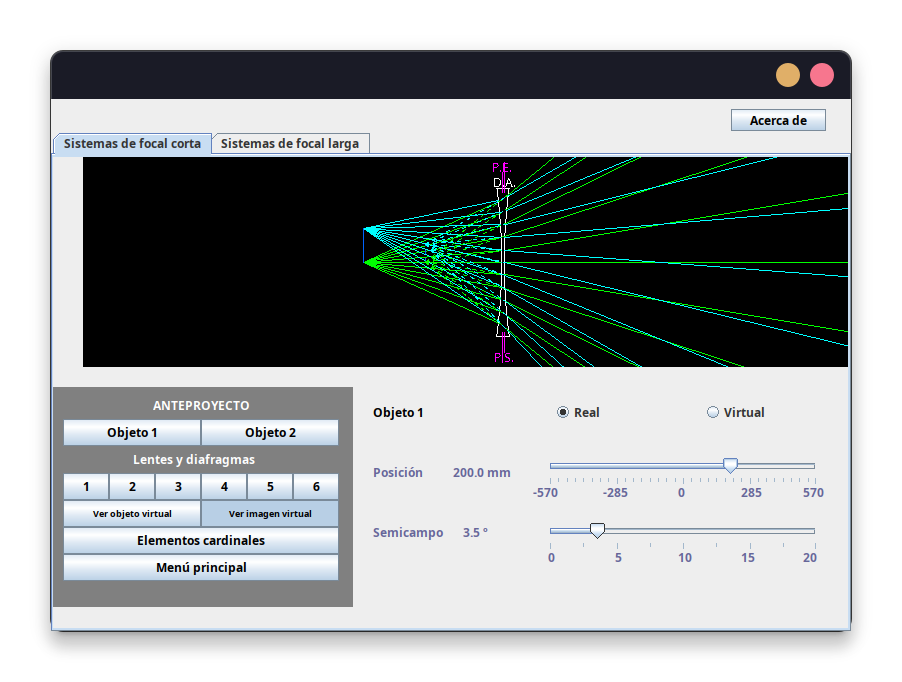 Acerca de
Sistemas de focal corta Sistemas de focal larga
P.E.
D.A.
P.S.
ANTEPROYECTO
Objeto 1 Objeto 2
Lentes y diafragmas
1 2 3 4 5 6
Ver objeto virtual Ver imagen virtual
Elementos cardinales
Menú principal
Objeto 1 Real Virtual
Posición 200.0 mm
-570 -285 0 285 570
Semicampo 3.5 º
0 5 10 15 20